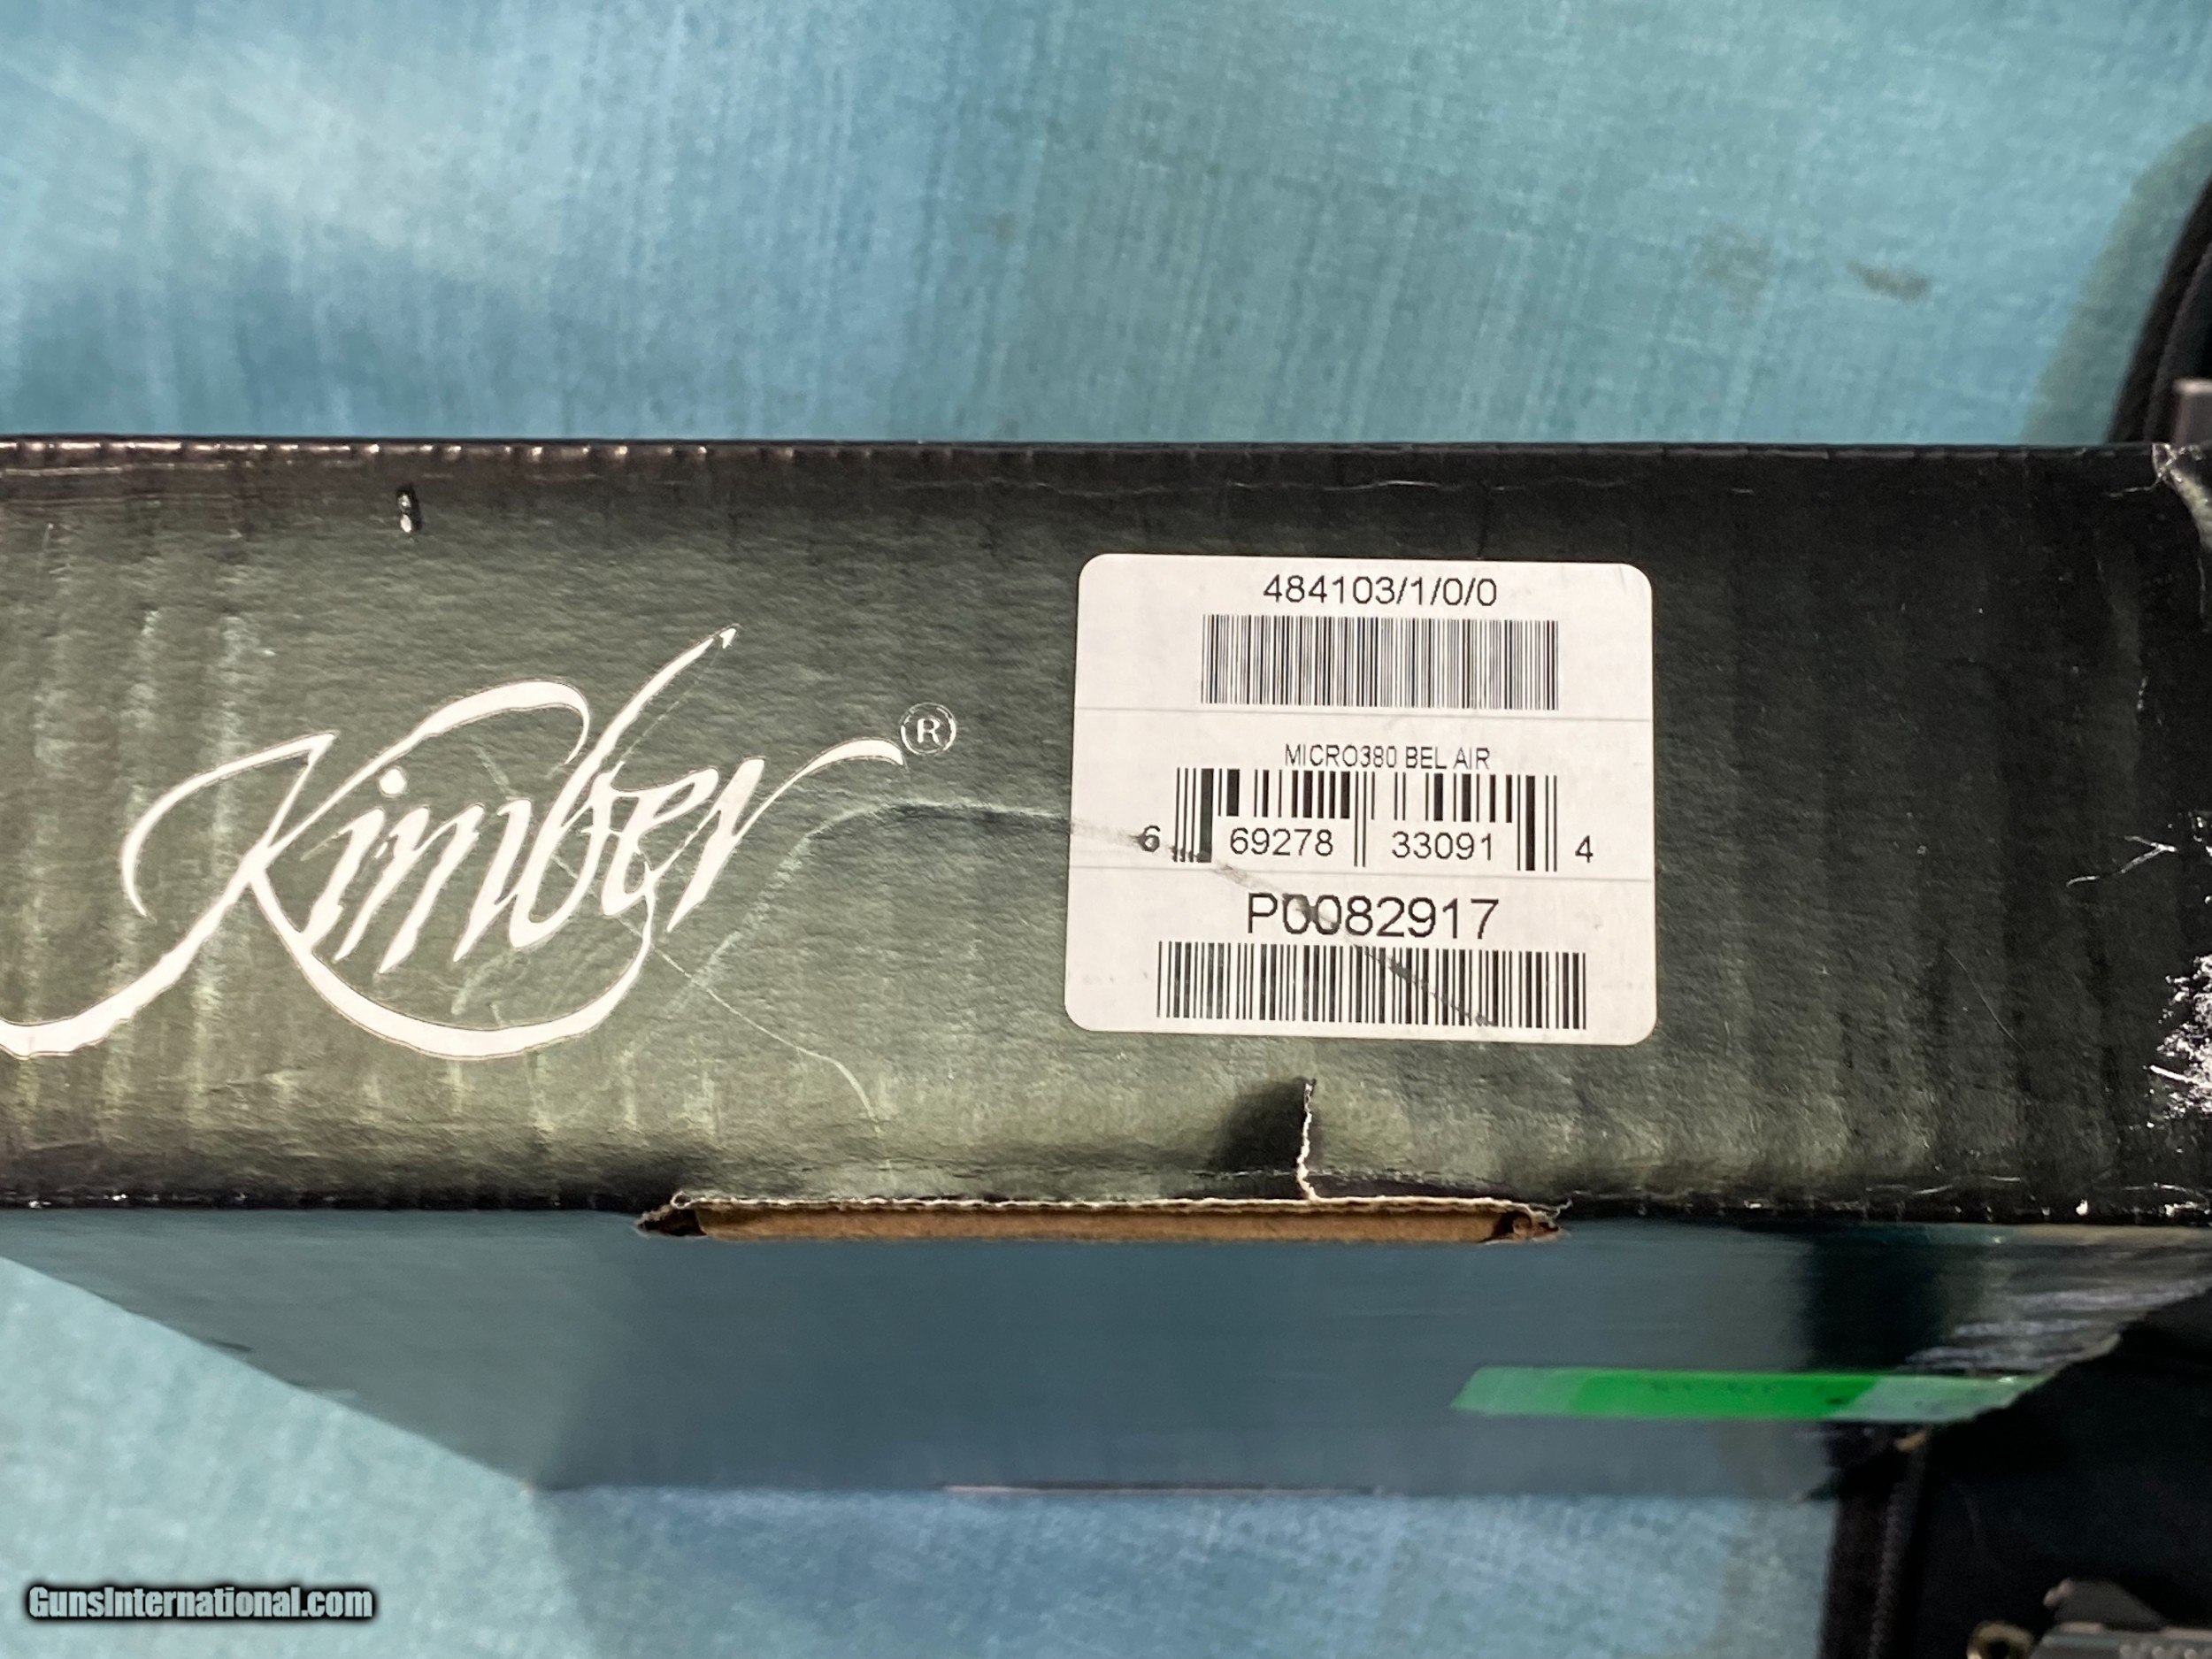 Kimber®
484103/1/0/0
MICRO380 BEL AIR
6 69278 33091 4
P0082917
GunsInternational.com